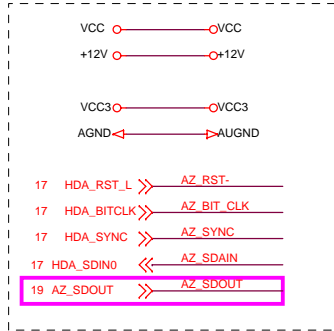 VCC VCC
+12V +12V
VCC3 VCC3
AGND AUGND
17 HDA_RST_L AZ_RST-
17 HDA_BITCLK AZ_BIT_CLK
17 HDA_SYNC AZ_SYNC
17 HDA_SDIN0 AZ_SDAIN
19 AZ_SDOUT AZ_SDOUT